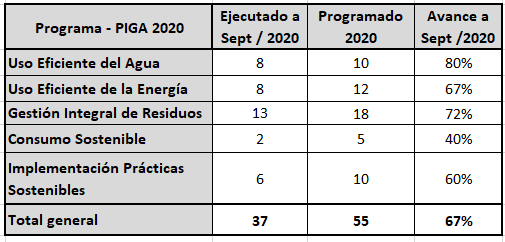 Programa - PIGA 2020 Ejecutado a Sept / 2020 Programado 2020 Avance a Sept /2020
Uso Eficiente del Agua 8 10 80%
Uso Eficiente de la Energía 8 12 67%
Gestión Integral de Residuos 13 18 72%
Consumo Sostenible 2 5 40%
Implementación Prácticas Sostenibles 6 10 60%
Total general 37 55 67%